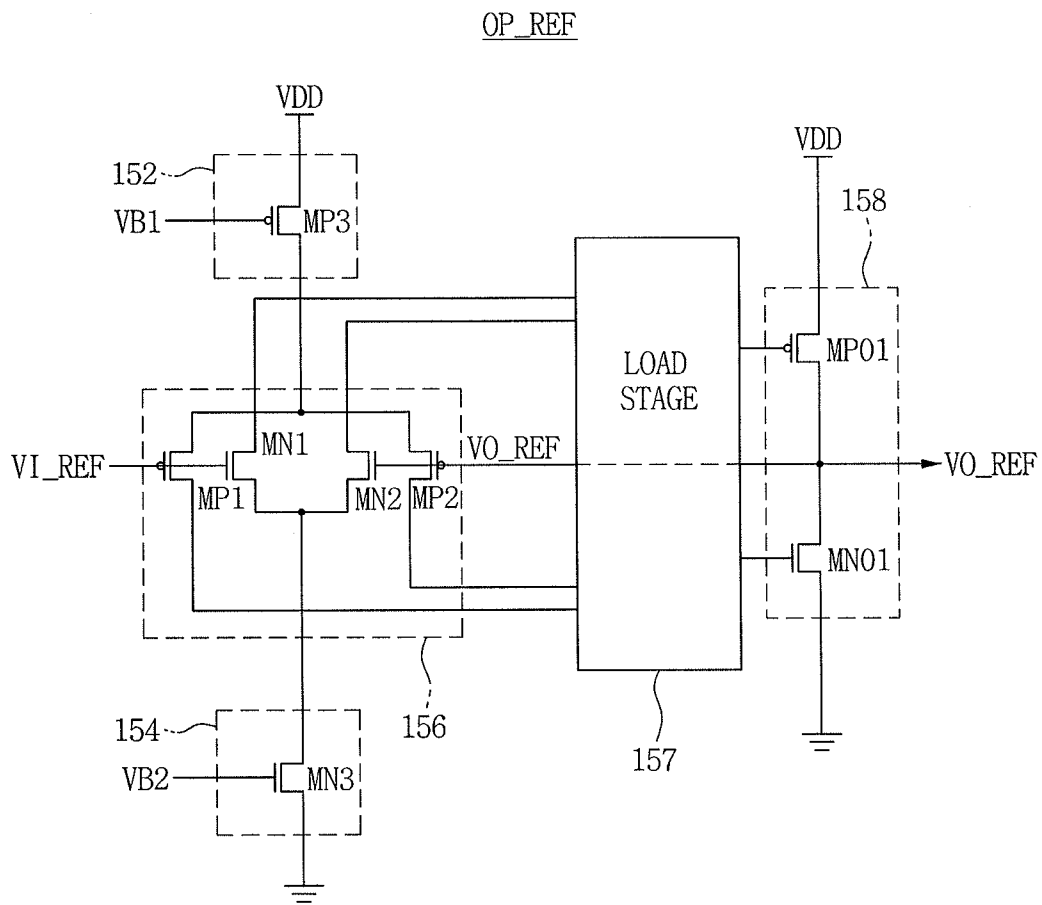 OP_REF
VDD
VDD
152
158
VB1
MP3
LOAD
STAGE
MP01
MN1
VI_REF
VO_REF
VO_REF
MP1
MN2
MP2
MN01
154
156
157
VB2
MN3